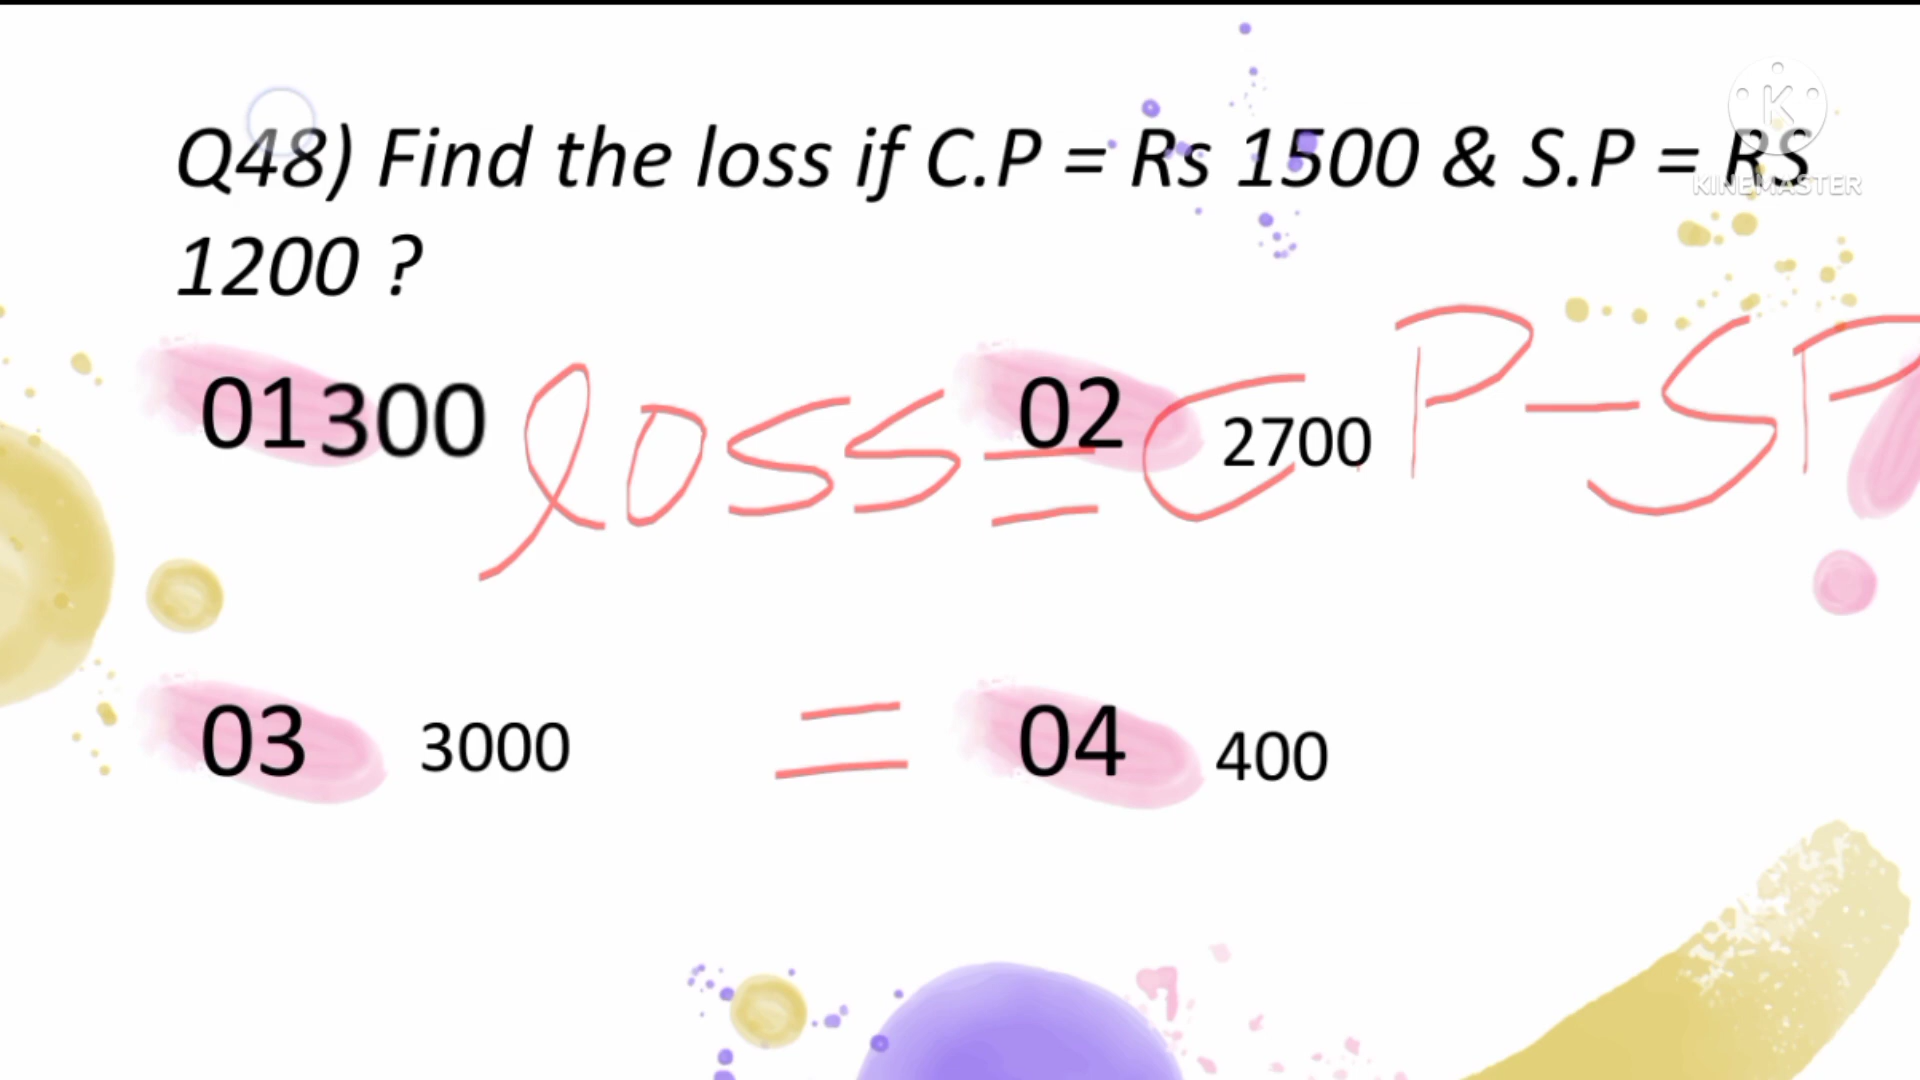 Q48) Find the loss if C.P = Rs 1500 & S.P = RS
1200 ?
01 300
02 2700
loss = CP - SP
03 3000
=
04 400
K
KINEMASTER